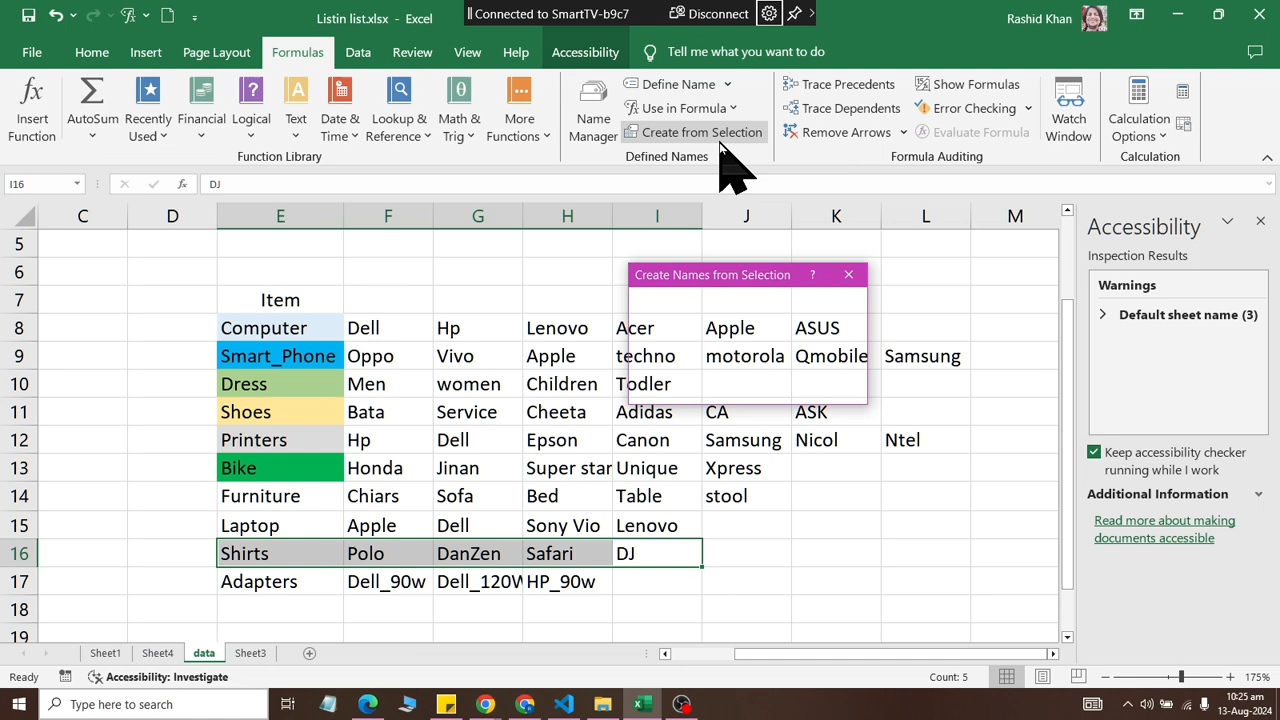 Listin list.xlsx - Excel
Connected to SmartTV-b9c7 Disconnect
Rashid Khan
File Home Insert Page Layout Formulas Data Review View Help Accessibility Tell me what you want to do
Insert Function
AutoSum
Recently Used
Financial
Logical
Text
Date & Time
Lookup & Reference
Math & Trig
More Functions
Function Library
Name Manager
Define Name
Use in Formula
Create from Selection
Defined Names
Trace Precedents
Trace Dependents
Remove Arrows
Show Formulas
Error Checking
Evaluate Formula
Formula Auditing
Watch Window
Calculation Options
Calculation
I16 fx DJ
C D E F G H I J K L M
5
6
7 Item
8 Computer Dell Hp Lenovo Acer Apple ASUS
9 Smart_Phone Oppo Vivo Apple techno motorola Qmobile Samsung
10 Dress Men women Children Todler
11 Shoes Bata Service Cheeta Adidas CA ASK
12 Printers Hp Dell Epson Canon Samsung Nicol Ntel
13 Bike Honda Jinan Super star Unique Xpress
14 Furniture Chiars Sofa Bed Table stool
15 Laptop Apple Dell Sony Vio Lenovo
16 Shirts Polo DanZen Safari DJ
17 Adapters Dell_90w Dell_120W HP_90w
18
19
Create Names from Selection ?
Accessibility
Inspection Results
Warnings
Default sheet name (3)
Keep accessibility checker
running while I work
Additional Information
Read more about making
documents accessible
Sheet1 Sheet4 data Sheet3
Ready Accessibility: Investigate Count: 5 175%
Type here to search
10:25 am
13-Aug-2024